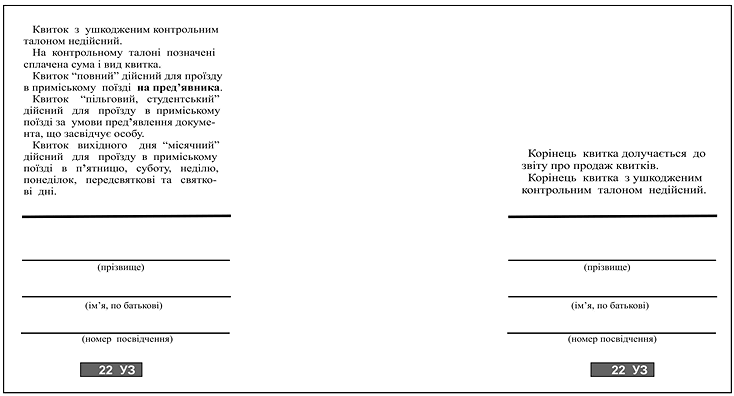 Квиток з ушкодженим контрольним
талоном недійсний.
На контрольному талоні позначені
сплачена сума і вид квитка.
Квиток “повний” дійсний для проїзду
в приміському поїзді на пред’явника.
Квиток “пільговий, студентський”
дійсний для проїзду в приміському
поїзді за умови пред’явлення докуме-
нта, що засвідчує особу.
Квиток вихідного дня “місячний”
дійсний для проїзду в приміському
поїзді в п’ятницю, суботу, неділю,
понеділок, передсвяткові та святко-
ві дні.
(прізвище)
(ім’я, по батькові)
(номер посвідчення)
22 УЗ
Корінець квитка долучається до
звіту про продаж квитків.
Корінець квитка з ушкодженим
контрольним талоном недійсний.
(прізвище)
(ім’я, по батькові)
(номер посвідчення)
22 УЗ